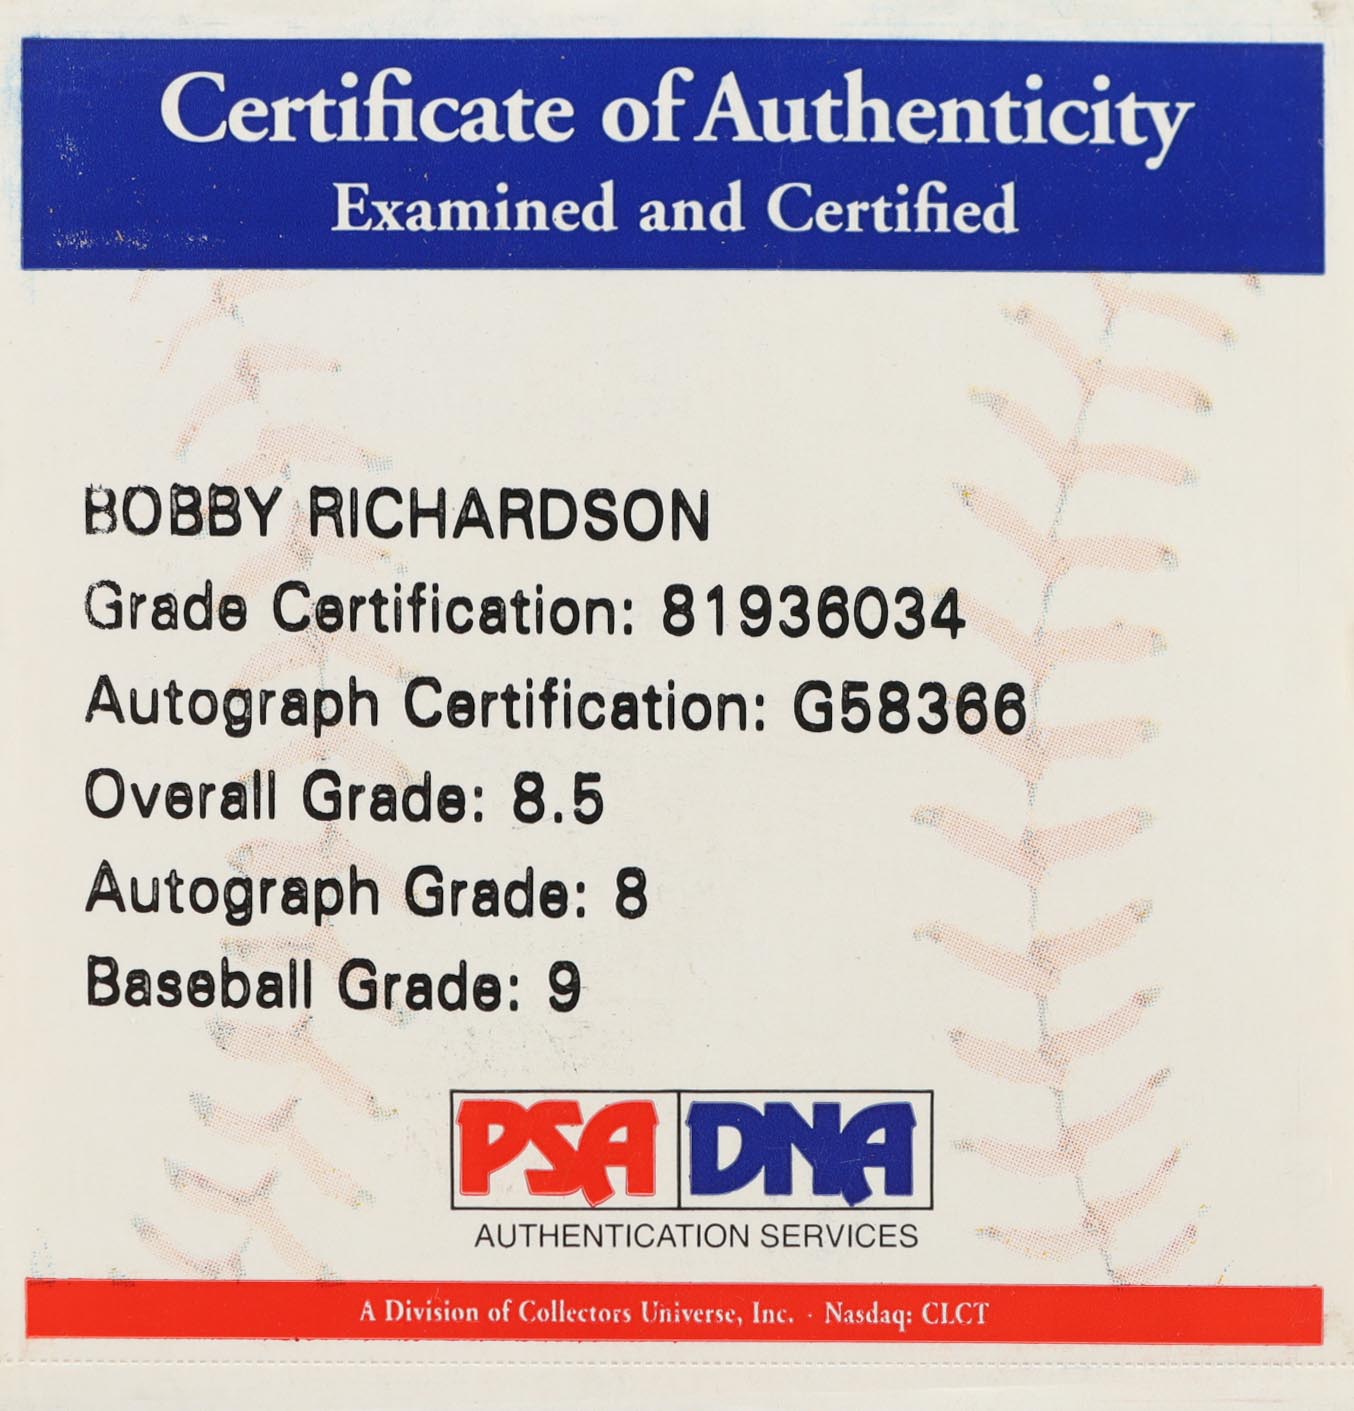 Certificate of Authenticity
Examined and Certified
BOBBY RICHARDSON
Grade Certification: 81936034
Autograph Certification: G58366
Overall Grade: 8.5
Autograph Grade: 8
Baseball Grade: 9
PSA DNA
AUTHENTICATION SERVICES
A Division of Collectors Universe, Inc. · Nasdaq: CLCT